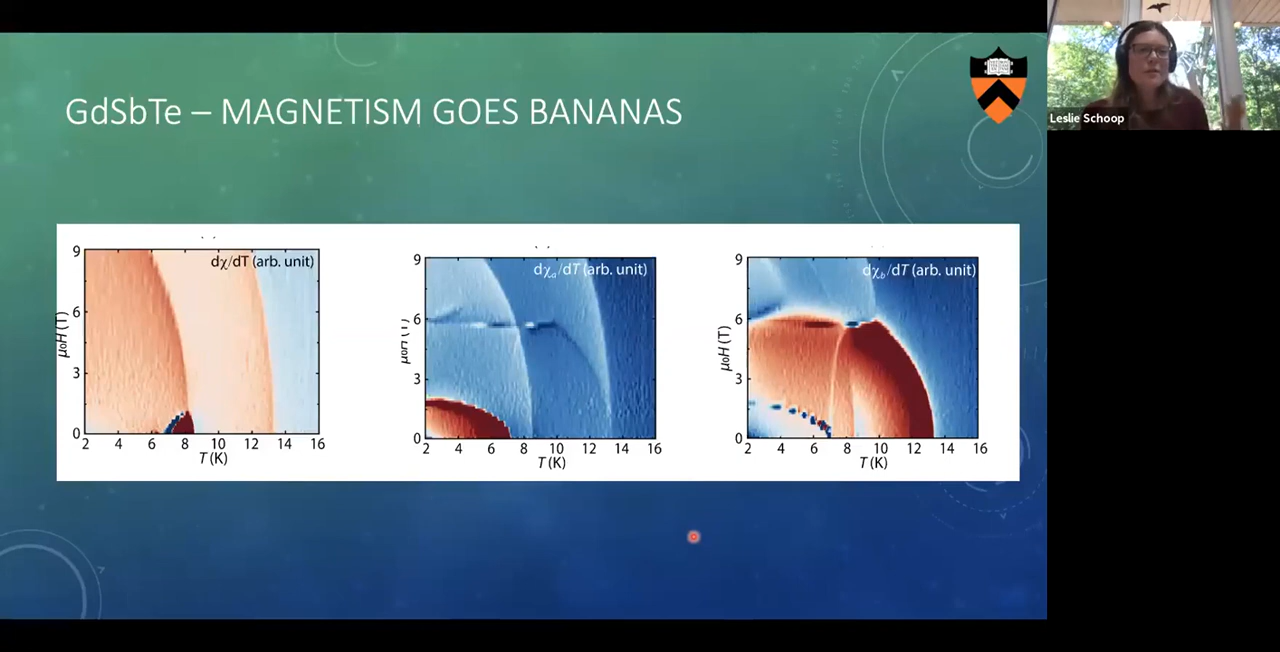 GdSbTe – MAGNETISM GOES BANANAS
Leslie Schoop
dχ/dT (arb. unit)
9
6
3
0
μ₀H (T)
2 4 6 8 10 12 14 16
T (K)
dχₐ/dT (arb. unit)
9
6
3
0
2 4 6 8 10 12 14 16
T (K)
dχ_b/dT (arb. unit)
9
6
3
0
μ₀H (T)
2 4 6 8 10 12 14 16
T (K)